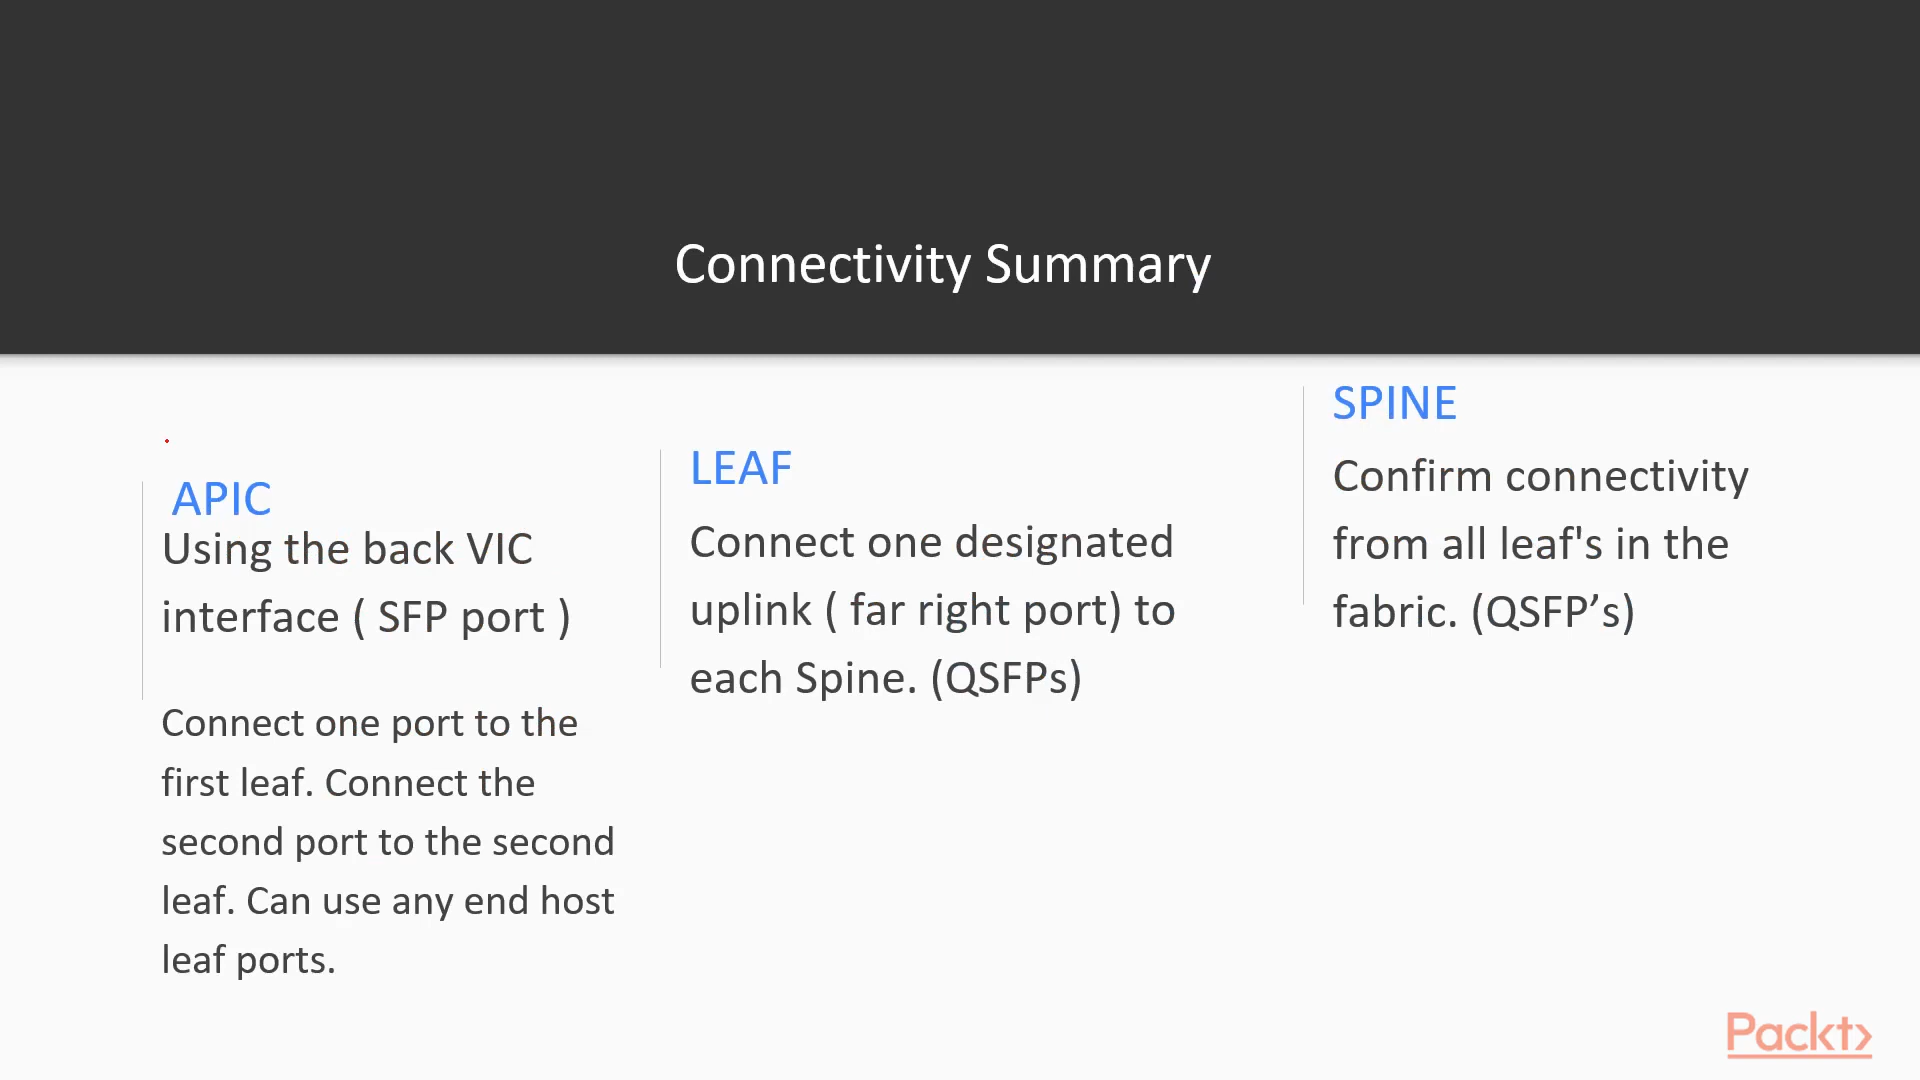 Connectivity Summary
APIC
Using the back VIC
interface ( SFP port )
Connect one port to the
first leaf. Connect the
second port to the second
leaf. Can use any end host
leaf ports.
LEAF
Connect one designated
uplink ( far right port) to
each Spine. (QSFPs)
SPINE
Confirm connectivity
from all leaf's in the
fabric. (QSFP’s)
Packt>